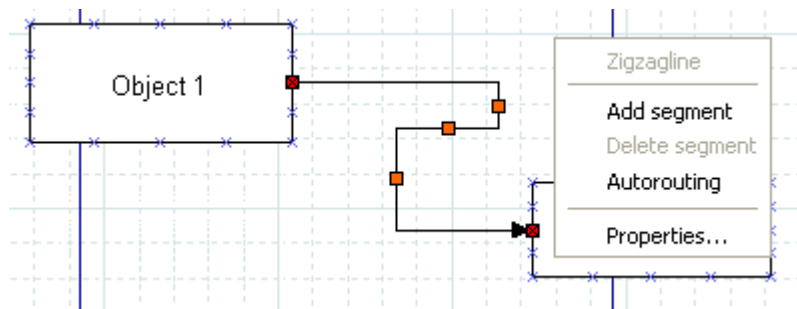 Object 1
Zigzagline
Add segment
Delete segment
Autorouting
Properties...